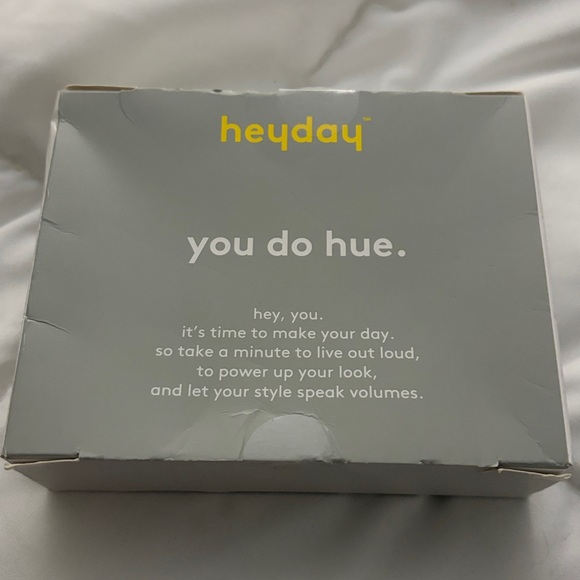 heyday™
you do hue.
hey, you.
it's time to make your day.
so take a minute to live out loud,
to power up your look,
and let your style speak volumes.